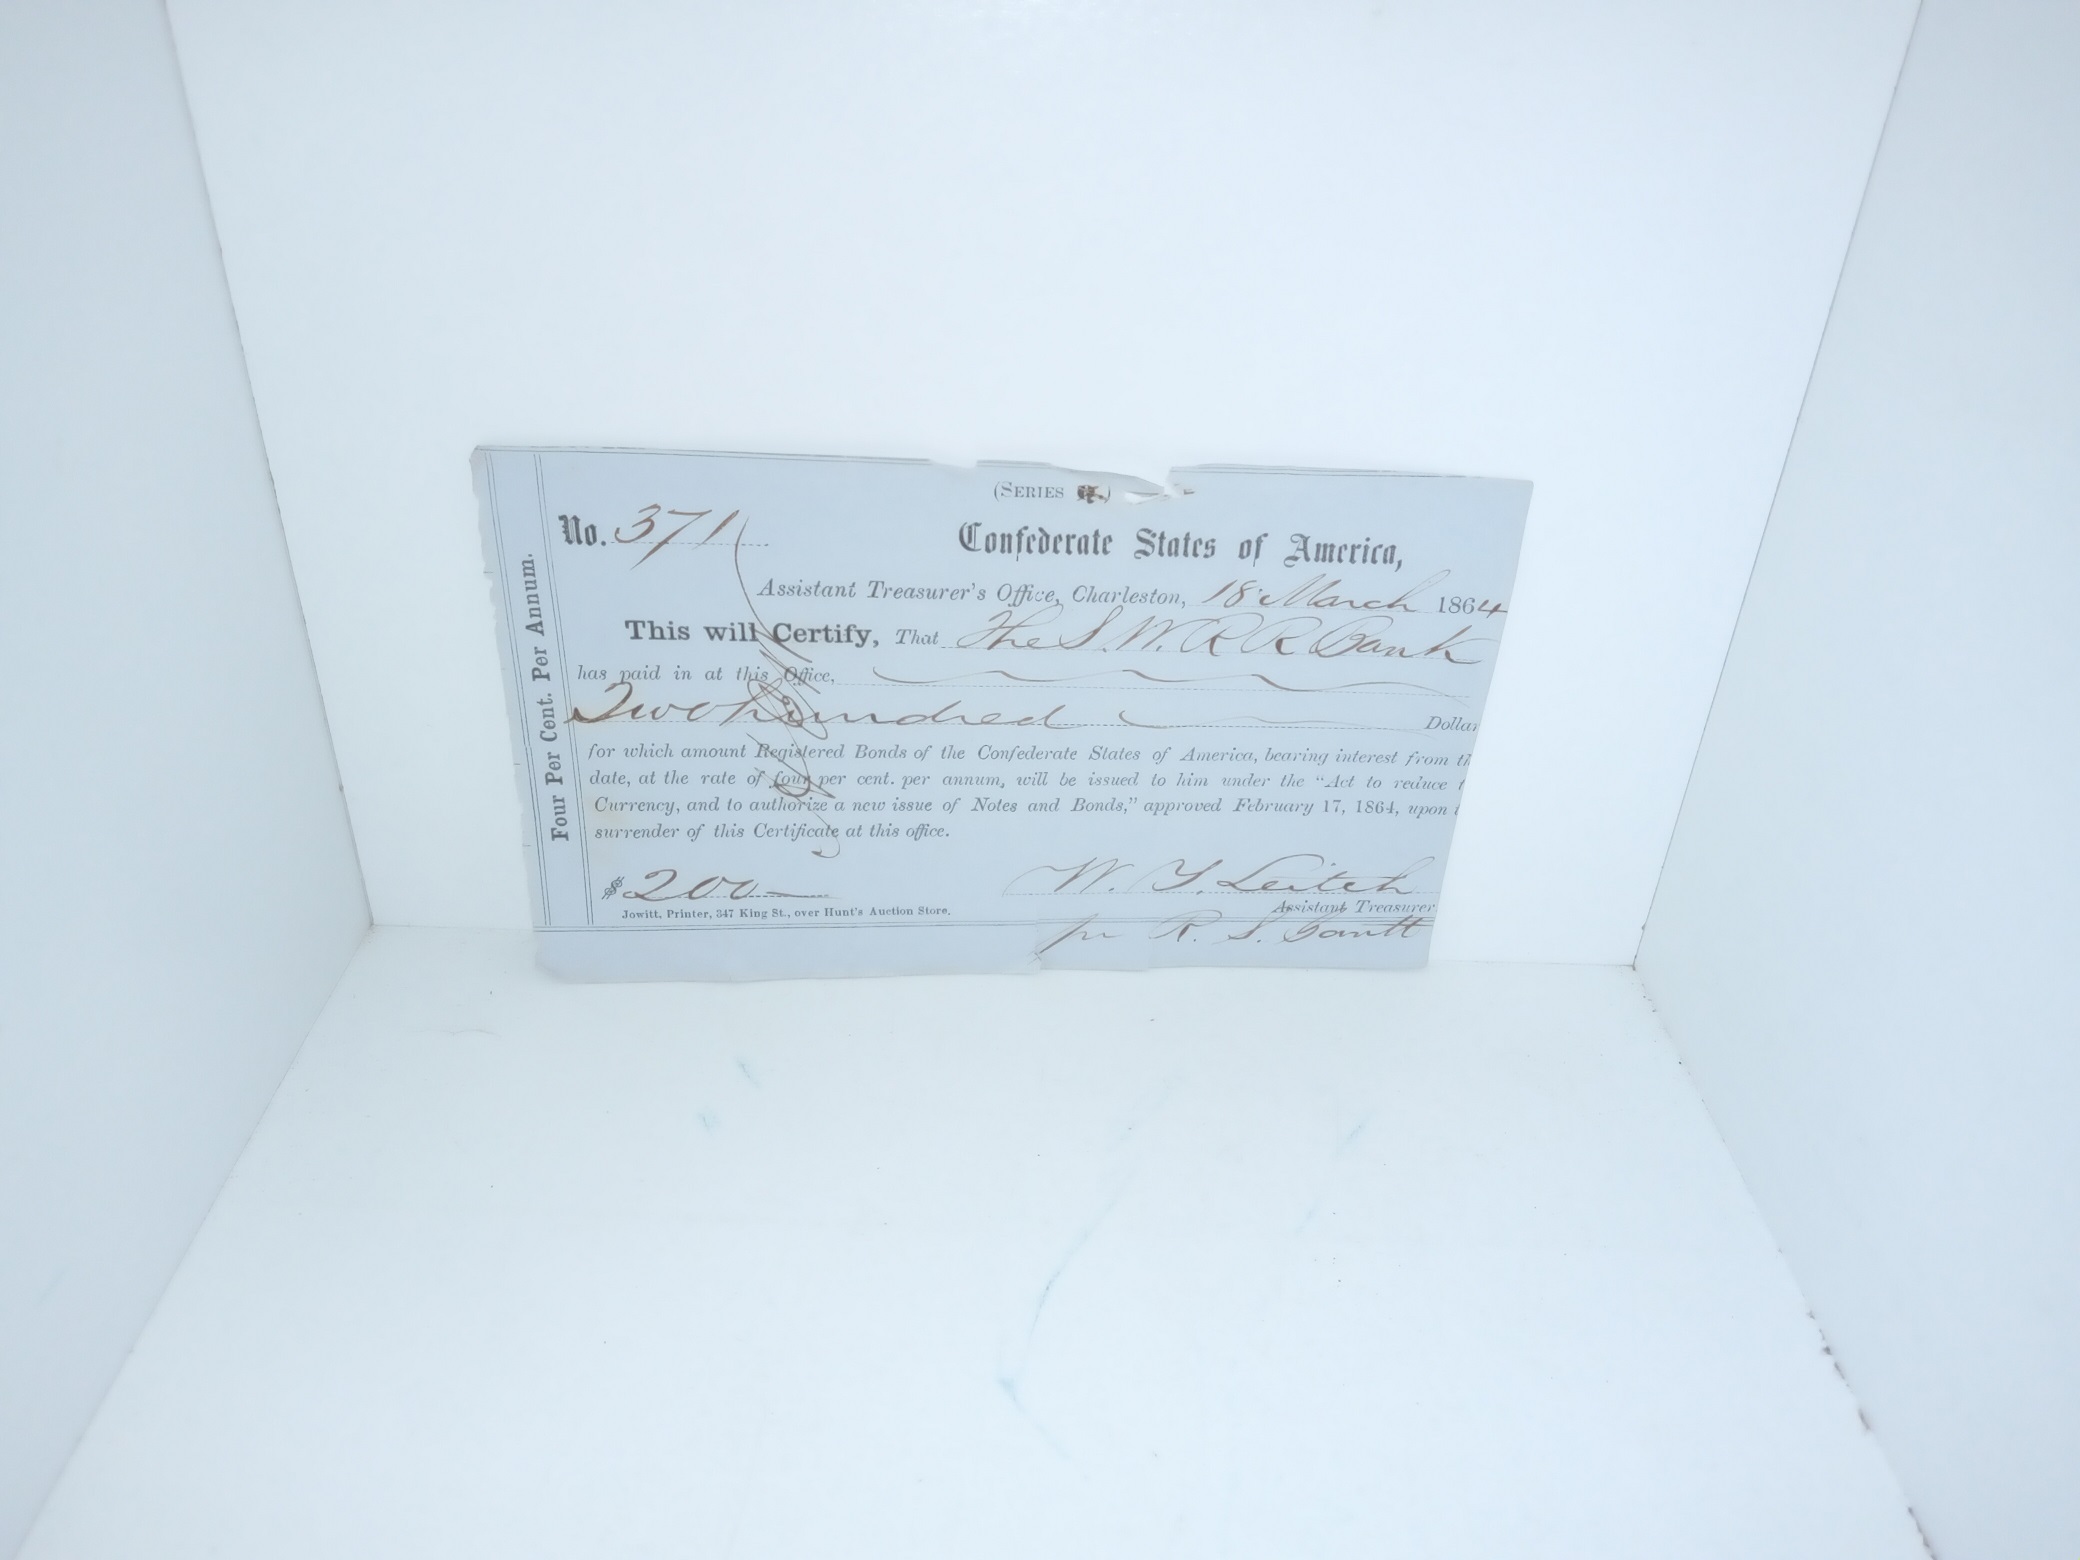 (SERIES
No. 371
Confederate States of America,
Assistant Treasurer's Office, Charleston, 18 March 1864
This will Certify, That The S. W. R R Bank
has paid in at this Office,
Two hundred Dollar
for which amount Registered Bonds of the Confederate States of America, bearing interest from th
date, at the rate of four per cent. per annum, will be issued to him under the "Act to reduce t
Currency, and to authorize a new issue of Notes and Bonds," approved February 17, 1864, upon
surrender of this Certificate at this office.
$ 200
W. Y. Leitch
Assistant Treasurer
Jowitt, Printer, 347 King St., over Hunt's Auction Store.
pr R. S. Gantt
Four Per Cent. Per Annum.